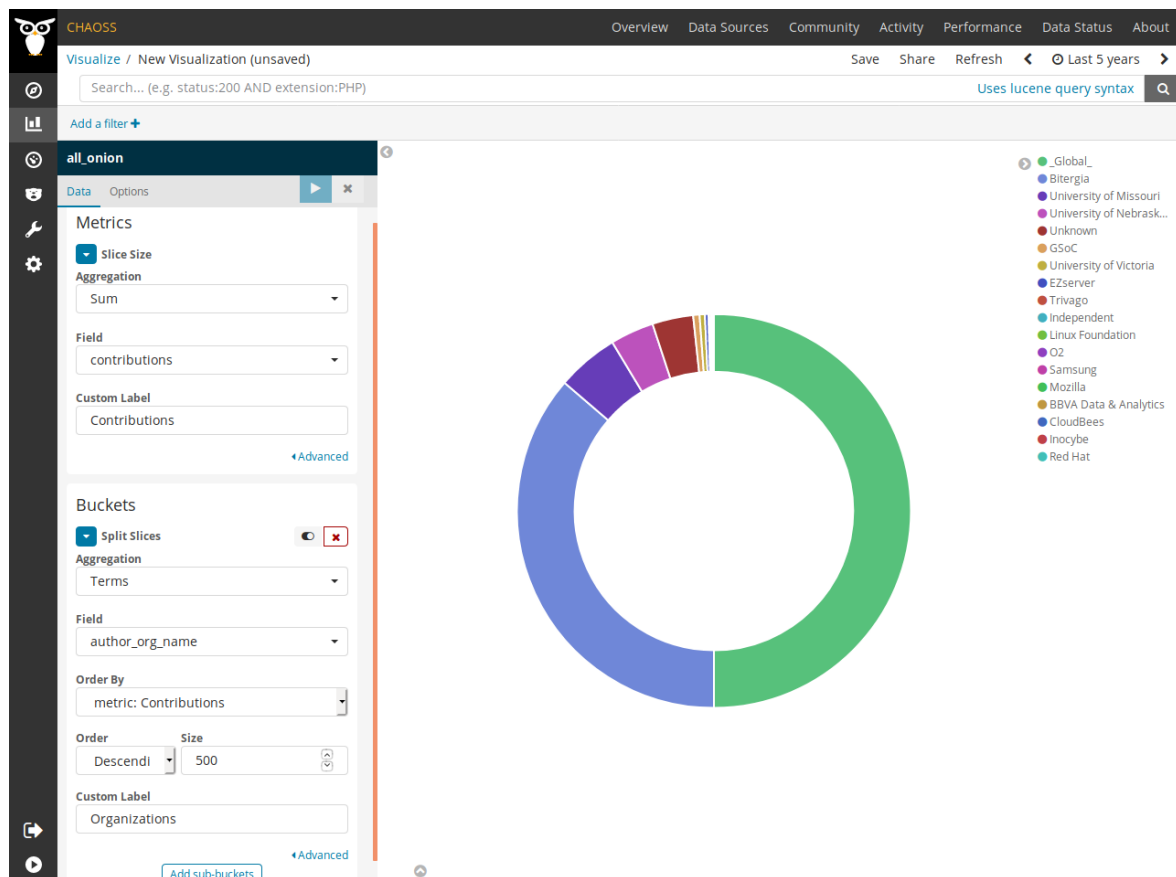 CHAOSS Overview Data Sources Community Activity Performance Data Status About
Visualize / New Visualization (unsaved) Save Share Refresh Last 5 years
Search... (e.g. status:200 AND extension:PHP) Uses lucene query syntax
Add a filter
all_onion
Data Options
Metrics
Slice Size
Aggregation
Sum
Field
contributions
Custom Label
Contributions
Advanced
Buckets
Split Slices
Aggregation
Terms
Field
author_org_name
Order By
metric: Contributions
Order Size
Descendi 500
Custom Label
Organizations
Advanced
Add sub-buckets
_Global_
Bitergia
University of Missouri
University of Nebrask...
Unknown
GSoC
University of Victoria
EZserver
Trivago
Independent
Linux Foundation
O2
Samsung
Mozilla
BBVA Data & Analytics
CloudBees
Inocybe
Red Hat